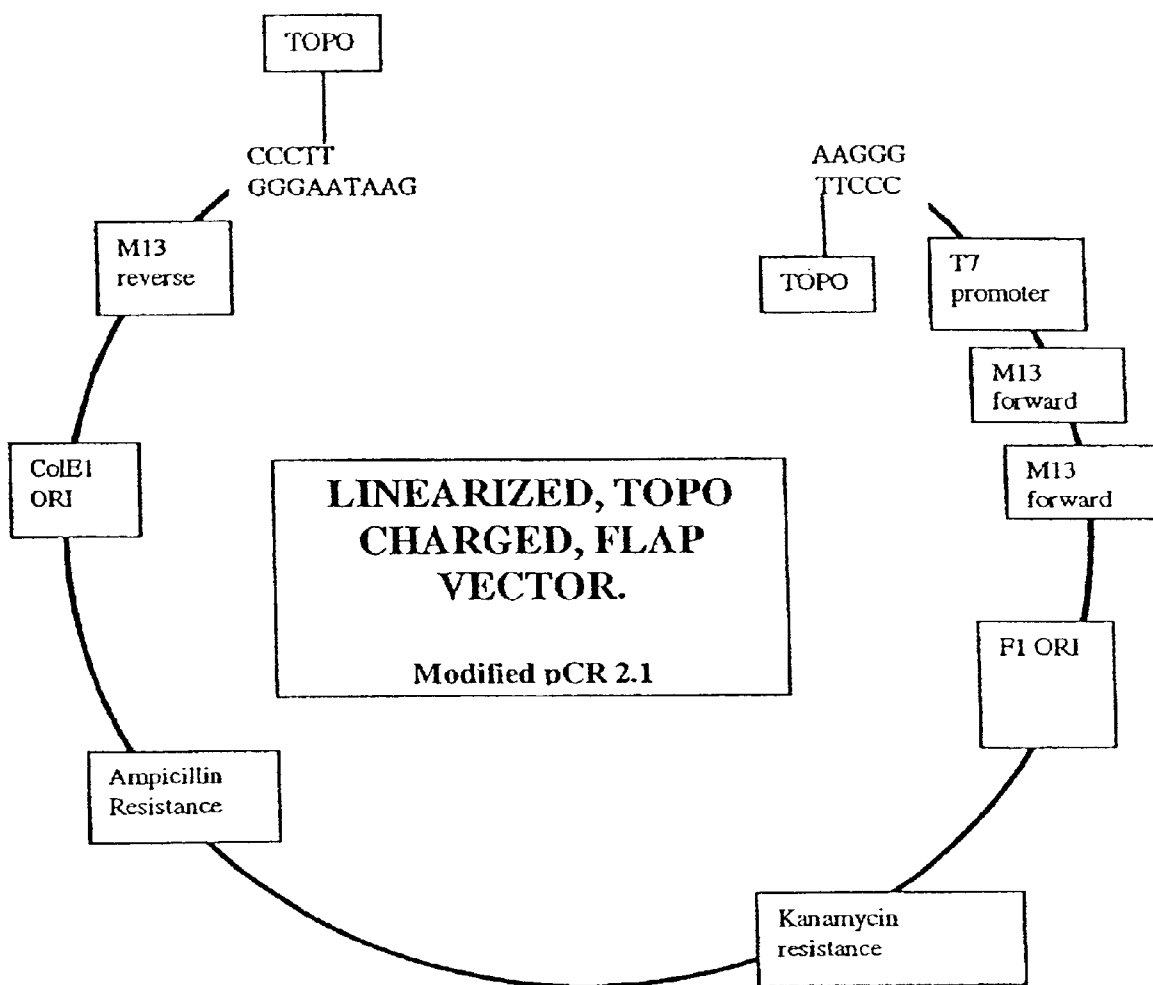 TOPO
CCCTT
GGGAATAAG
AAGGG
TTCCC
TOPO
M13
reverse
T7
promoter
M13
forward
M13
forward
ColE1
ORI
LINEARIZED, TOPO
CHARGED, FLAP
VECTOR.
Modified pCR 2.1
F1 ORI
Ampicillin
Resistance
Kanamycin
resistance